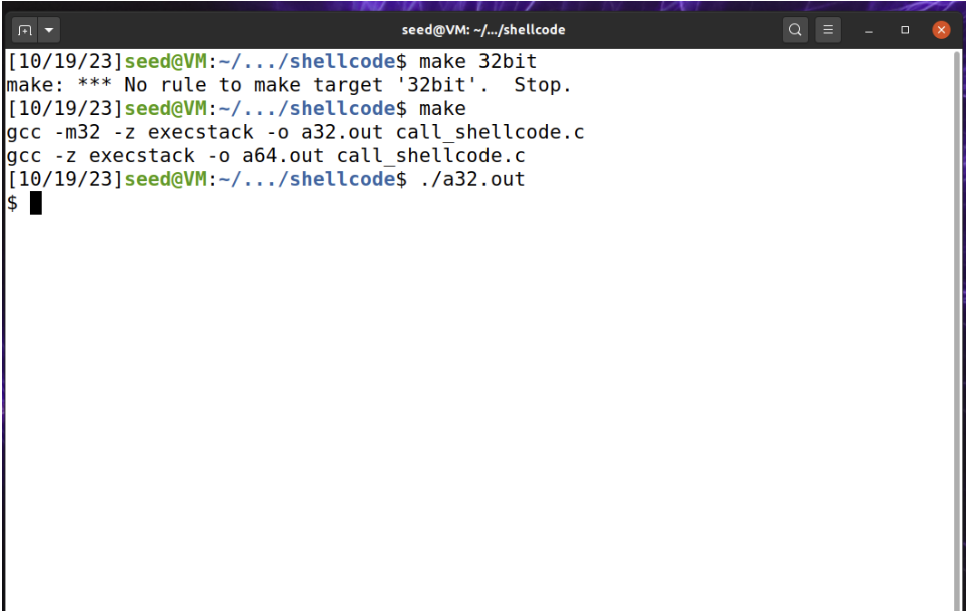 seed@VM: ~/.../shellcode
[10/19/23]seed@VM:~/.../shellcode$ make 32bit
make: *** No rule to make target '32bit'.  Stop.
[10/19/23]seed@VM:~/.../shellcode$ make
gcc -m32 -z execstack -o a32.out call_shellcode.c
gcc -z execstack -o a64.out call_shellcode.c
[10/19/23]seed@VM:~/.../shellcode$ ./a32.out
$